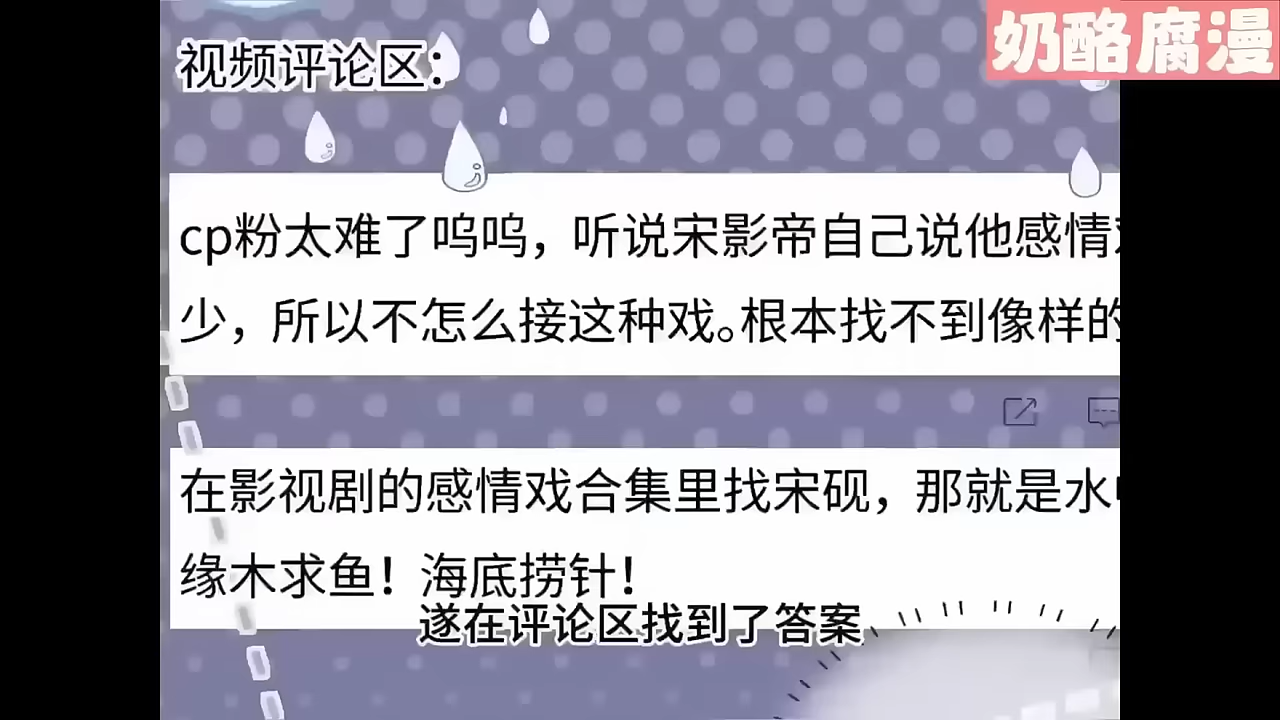 奶酪腐漫
视频评论区：
cp粉太难了呜呜，听说宋影帝自己说他感情
少，所以不怎么接这种戏。根本找不到像样的
在影视剧的感情戏合集里找宋砚，那就是水
缘木求鱼！海底捞针！
遂在评论区找到了答案